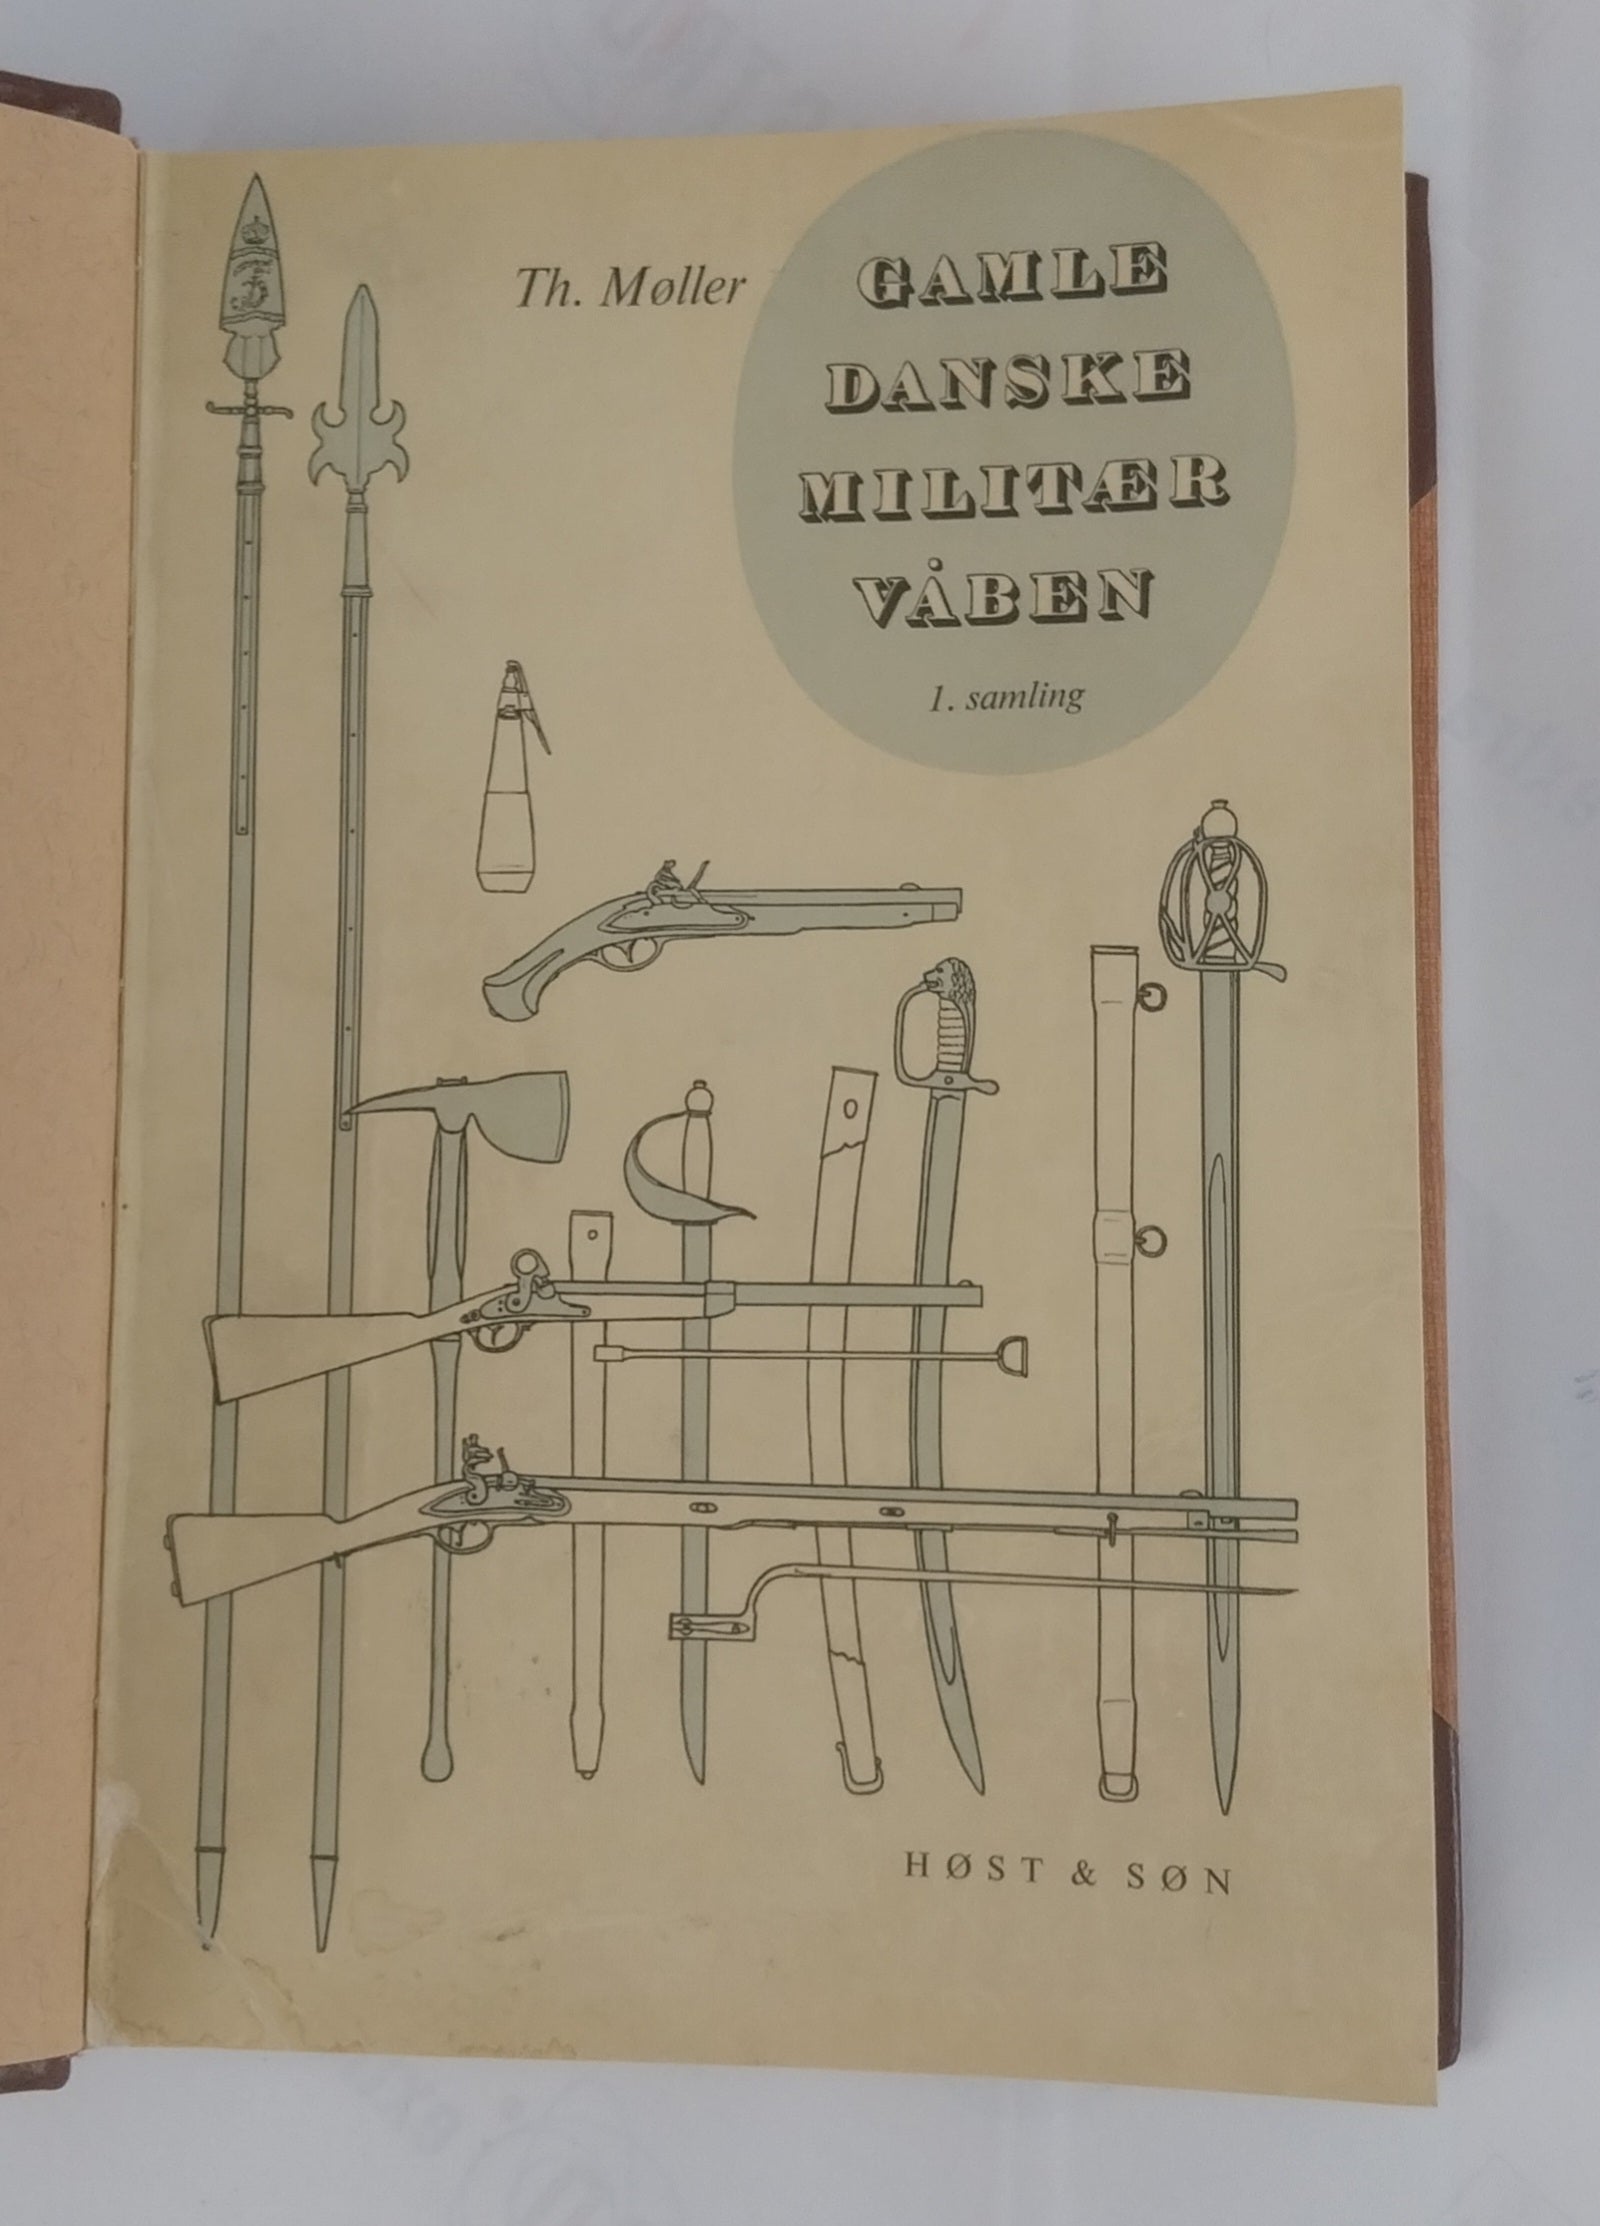 Th. Møller
GAMLE
DANSKE
MILITÆR
VÅBEN
1. samling
HØST & SØN